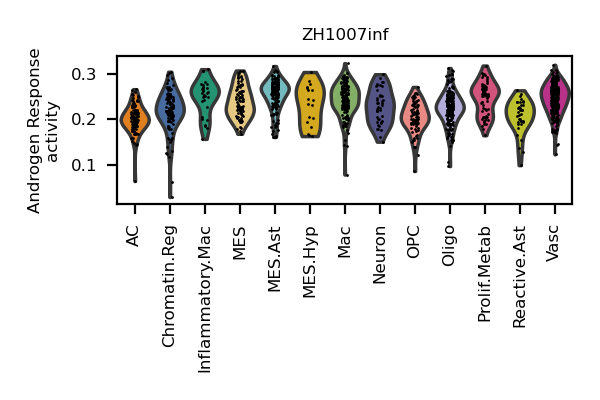 ZH1007inf
Androgen Response
activity
0.3
0.2
0.1
AC
Chromatin.Reg
Inflammatory.Mac
MES
MES.Ast
MES.Hyp
Mac
Neuron
OPC
Oligo
Prolif.Metab
Reactive.Ast
Vasc